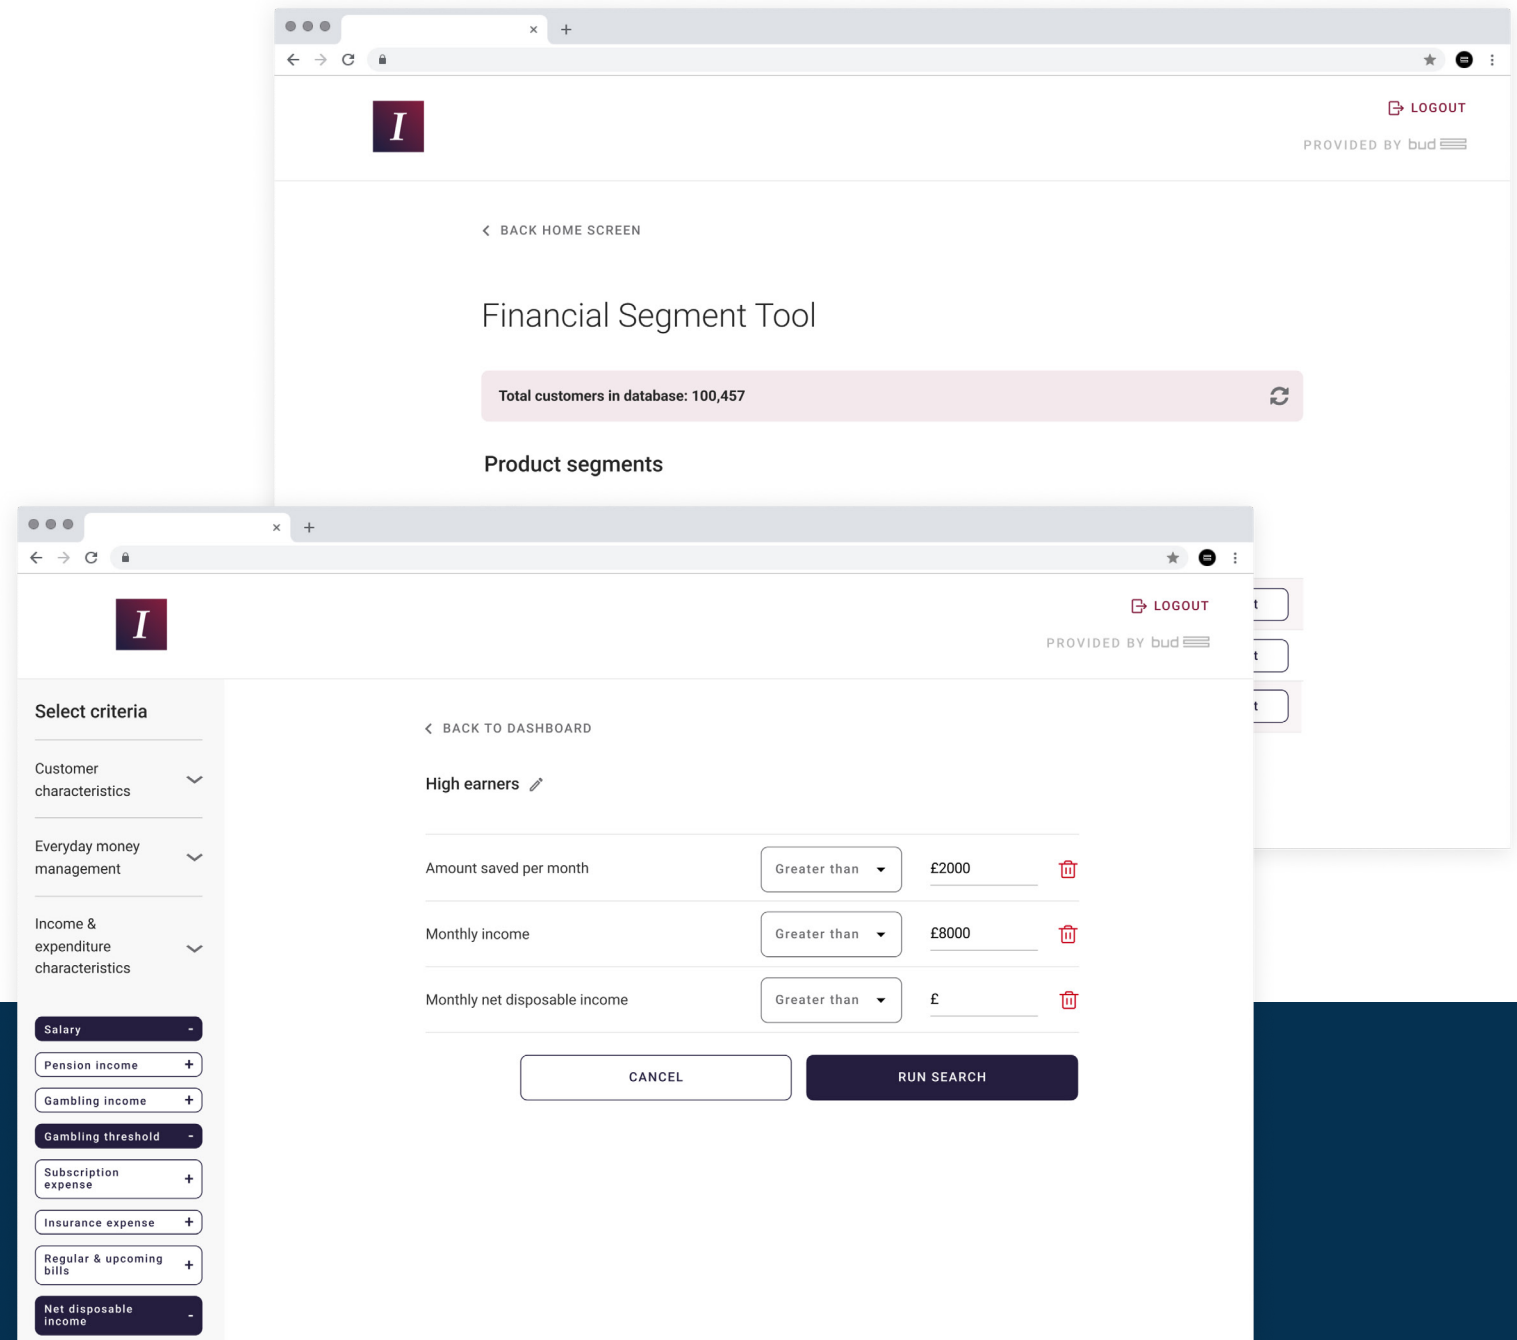 I
LOGOUT
PROVIDED BY bud
BACK HOME SCREEN
Financial Segment Tool
Total customers in database: 100,457
Product segments
t
t
t
I
LOGOUT
PROVIDED BY bud
Select criteria
Customer
characteristics
Everyday money
management
Income &
expenditure
characteristics
Salary -
Pension income +
Gambling income +
Gambling threshold -
Subscription
expense +
Insurance expense +
Regular & upcoming
bills +
Net disposable
income -
BACK TO DASHBOARD
High earners
Amount saved per month Greater than £2000
Monthly income Greater than £8000
Monthly net disposable income Greater than £
CANCEL RUN SEARCH